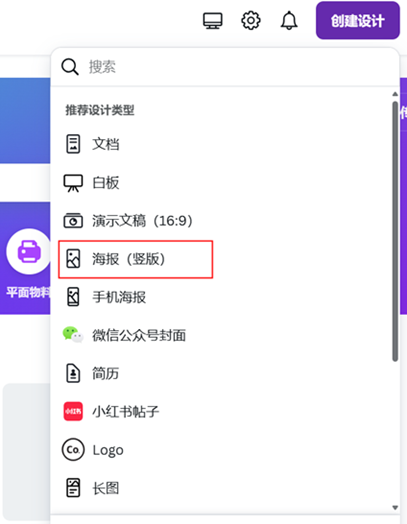 创建设计
搜索
推荐设计类型
文档
白板
演示文稿（16:9）
海报（竖版）
平面物料
手机海报
微信公众号封面
简历
小红书 小红书帖子
Co. Logo
长图